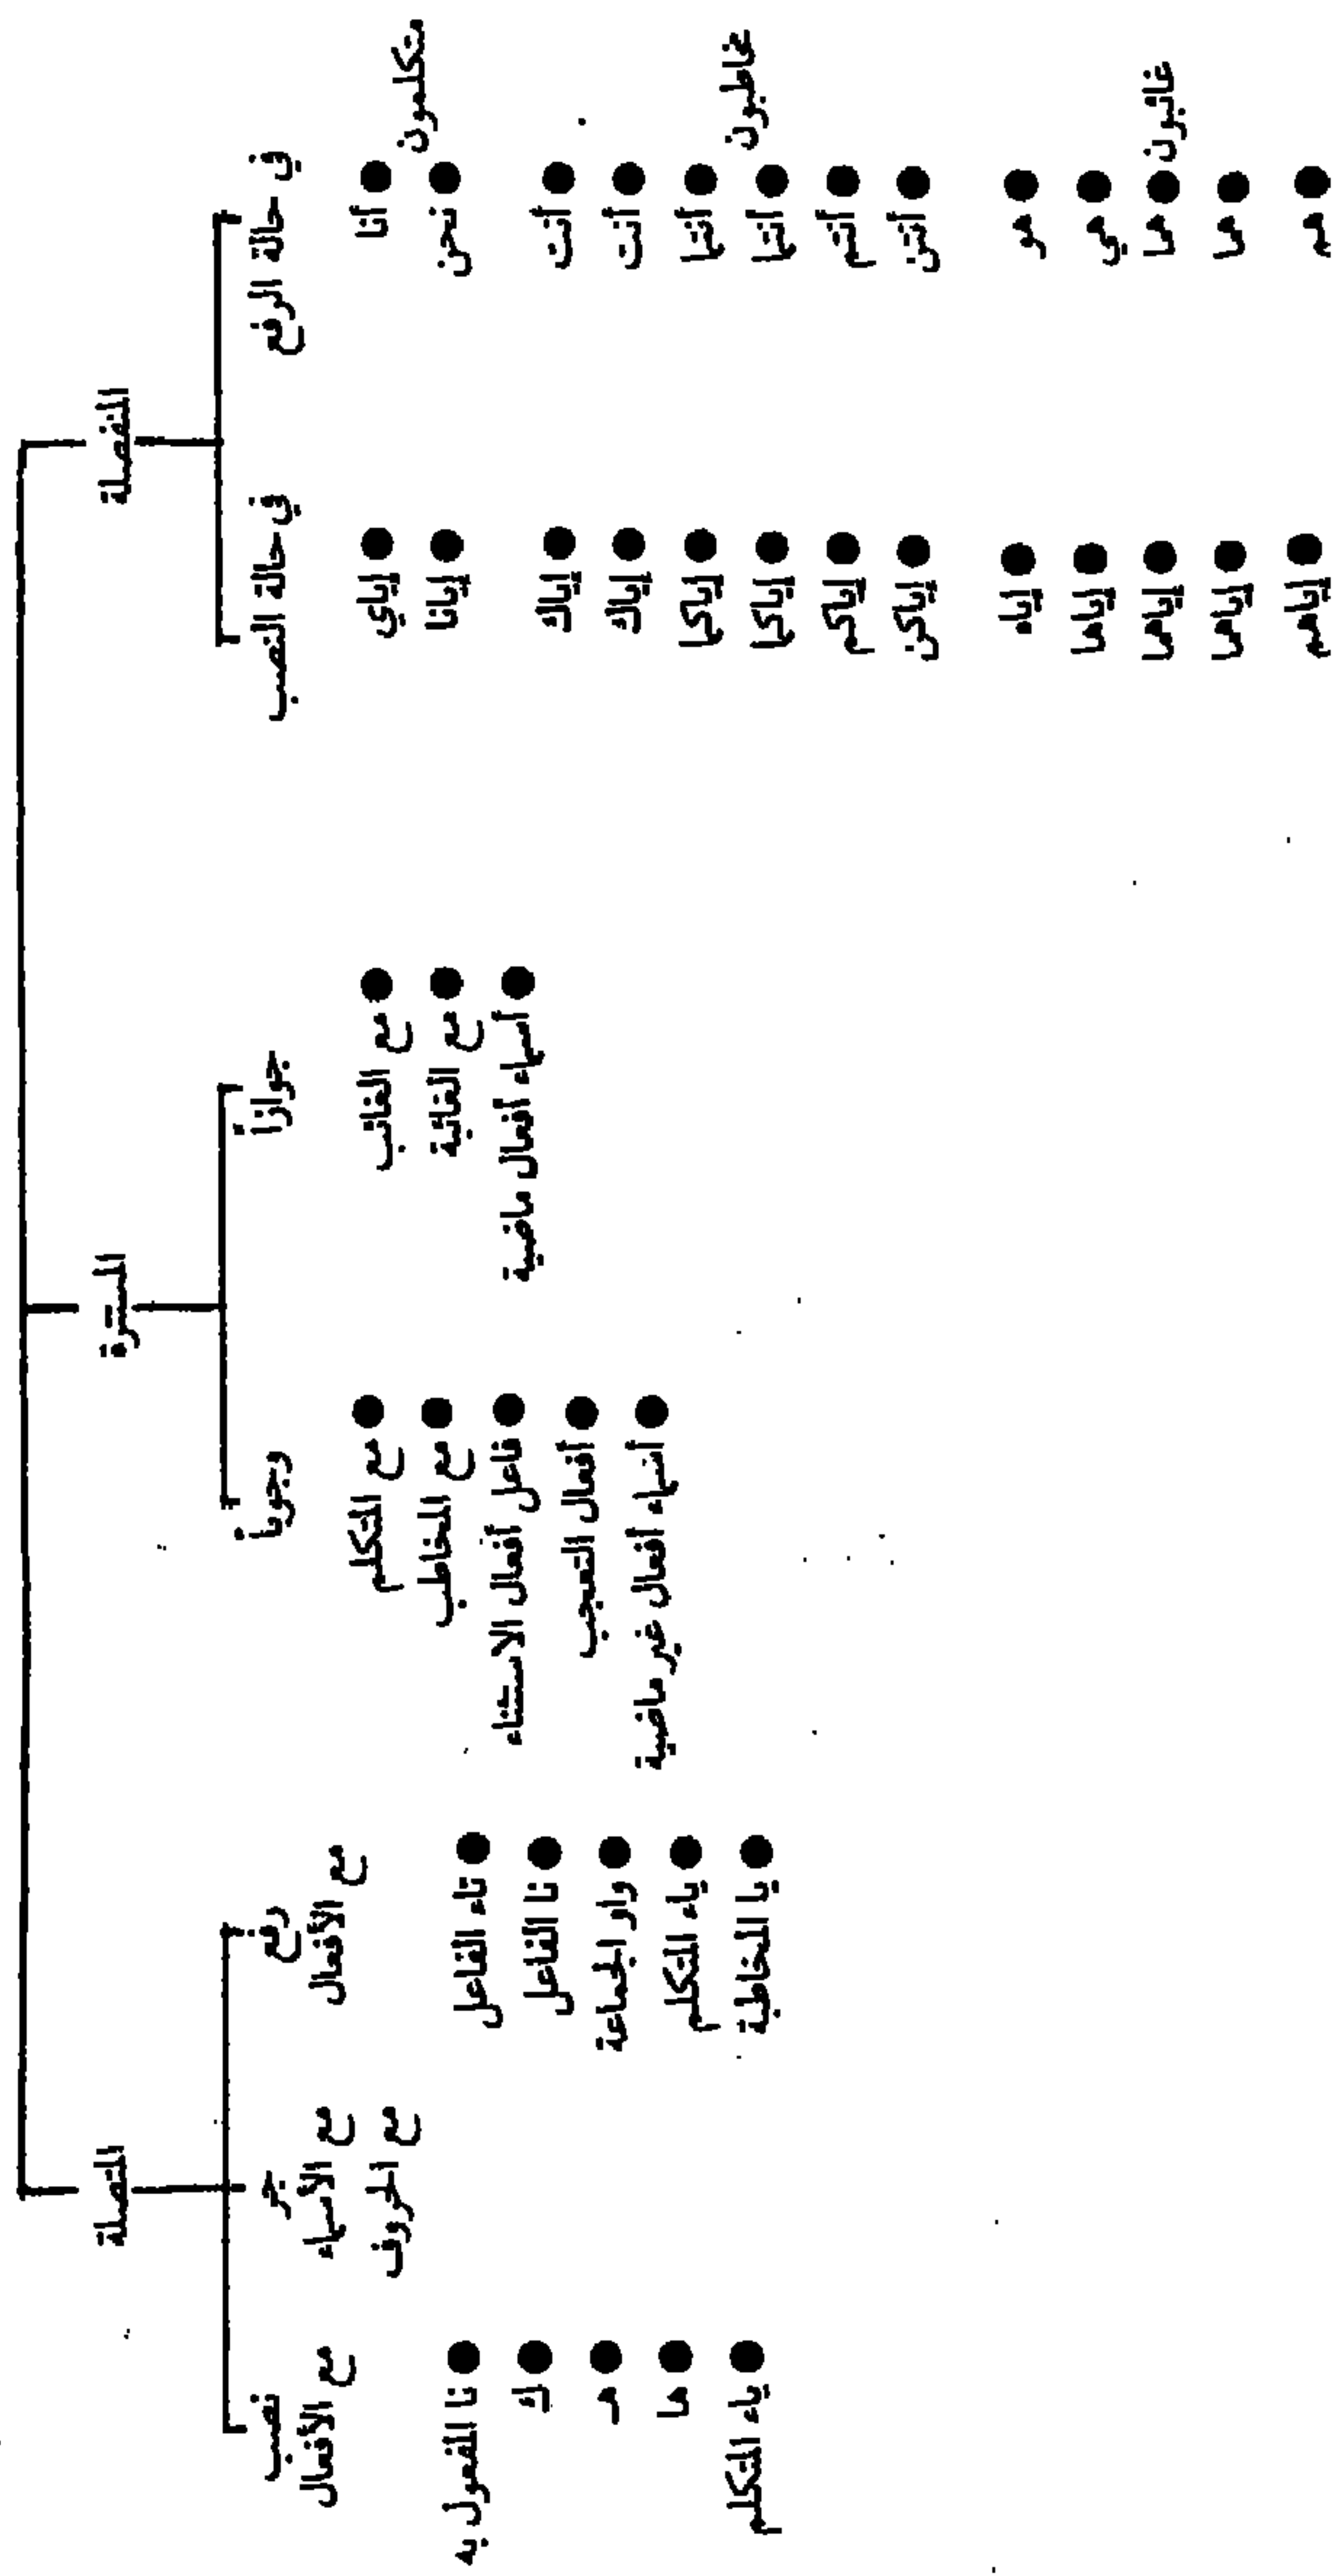 المنفصلة
في حالة الرفع
متكلمون
● أنا
● نحن
مخاطبون
● أنت
● أنت
● أنتما
● أنتما
● أنتم
● أنتن
غائبون
● هو
● هي
● هما
● هما
● هم
في حالة النصب
● إياي
● إيانا
● إياك
● إياك
● إياكما
● إياكما
● إياكم
● إياكن
● إياه
● إياها
● إياهما
● إياهما
● إياهم
المستترة
جوازاً
● مع الغائب
● مع الغائبة
● أسماء أفعال ماضية
وجوباً
● مع المتكلم
● مع المخاطب
● فاعل أفعال الاستثناء
● أفعال التعجب
● أسماء أفعال غير ماضية
المتصلة
رفع
مع الأفعال
● تاء الفاعل
● نا الفاعل
● واو الجماعة
● ياء المتكلم
● يا المخاطبة
جر
مع الأسماء
مع الحروف
نصب
مع الأفعال
● نا المفعول به
● ك
● هـ
● ها
● ياء المتكلم